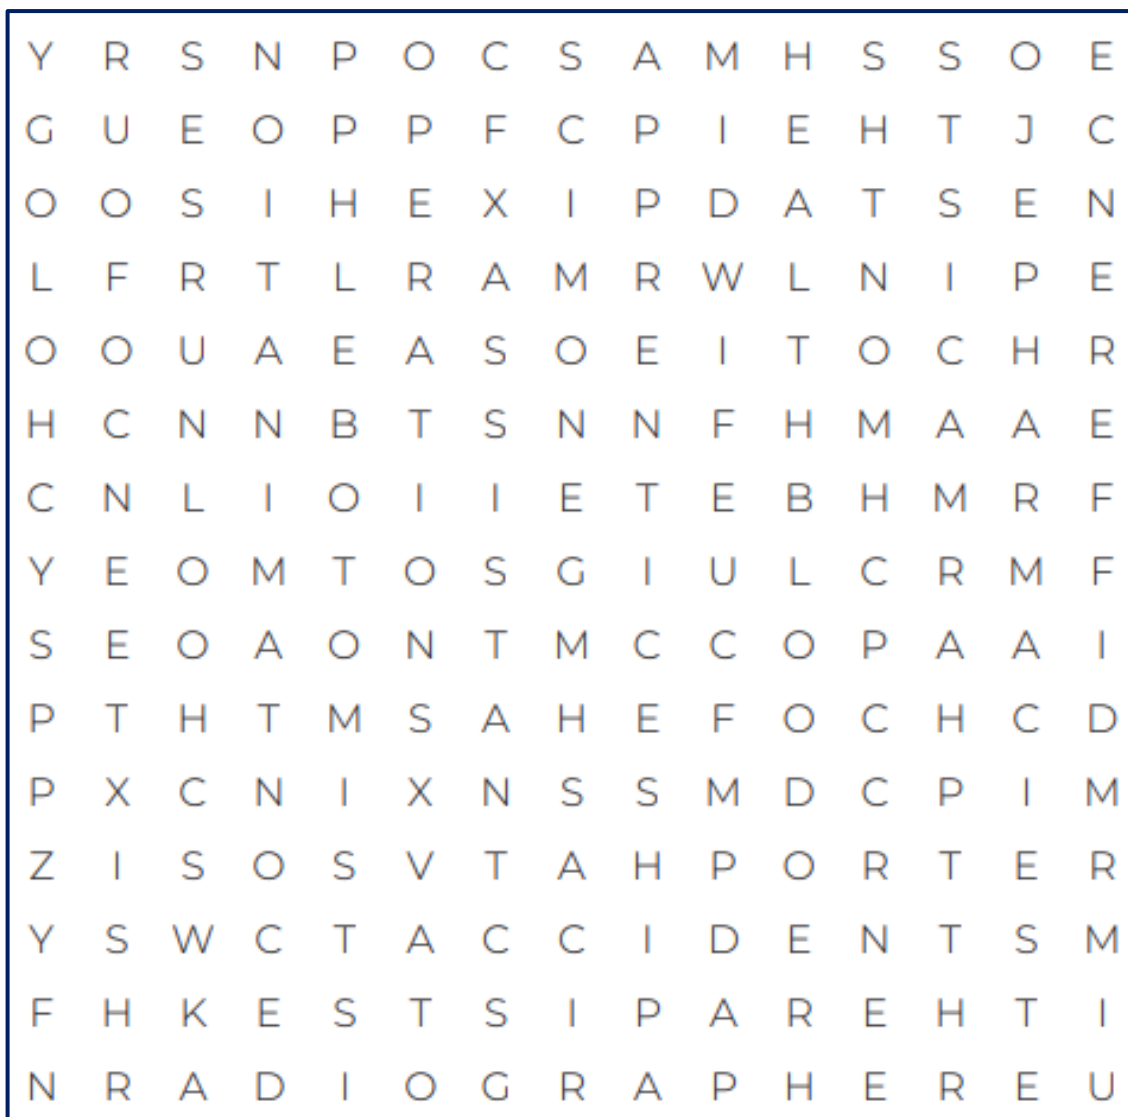 Y R S N P O C S A M H S S O E
G U E O P P F C P I E H T J C
O O S I H E X I P D A T S E N
L F R T L R A M R W L N I P E
O O U A E A S O E I T O C H R
H C N N B T S N N F H M A A E
C N L I O I I E T E B H M R F
Y E O M T O S G I U L C R M F
S E O A O N T M C C O P A A I
P T H T M S A H E F O C H C D
P X C N I X N S S M D C P I M
Z I S O S V T A H P O R T E R
Y S W C T A C C I D E N T S M
F H K E S T S I P A R E H T I
N R A D I O G R A P H E R E U